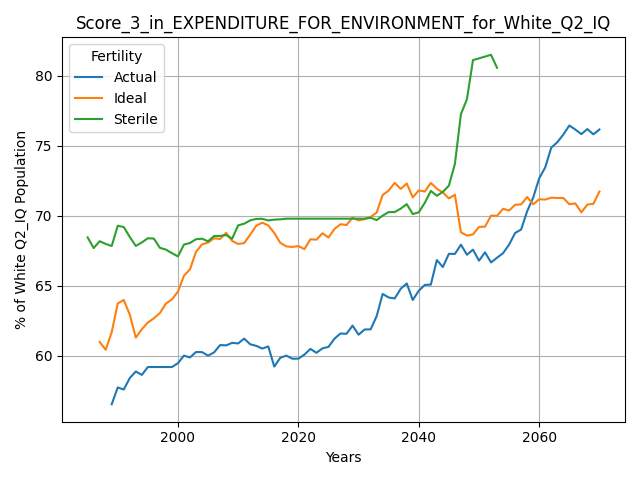 Score_3_in_EXPENDITURE_FOR_ENVIRONMENT_for_White_Q2_IQ
Fertility
Actual
Ideal
Sterile
% of White Q2_IQ Population
80
75
70
65
60
2000
2020
2040
2060
Years